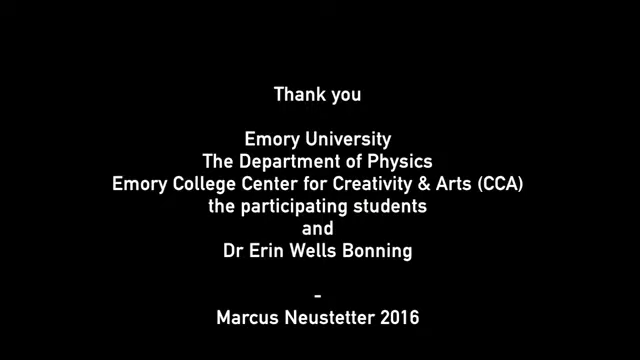 Thank you
Emory University
The Department of Physics
Emory College Center for Creativity & Arts (CCA)
the participating students
and
Dr Erin Wells Bonning
-
Marcus Neustetter 2016